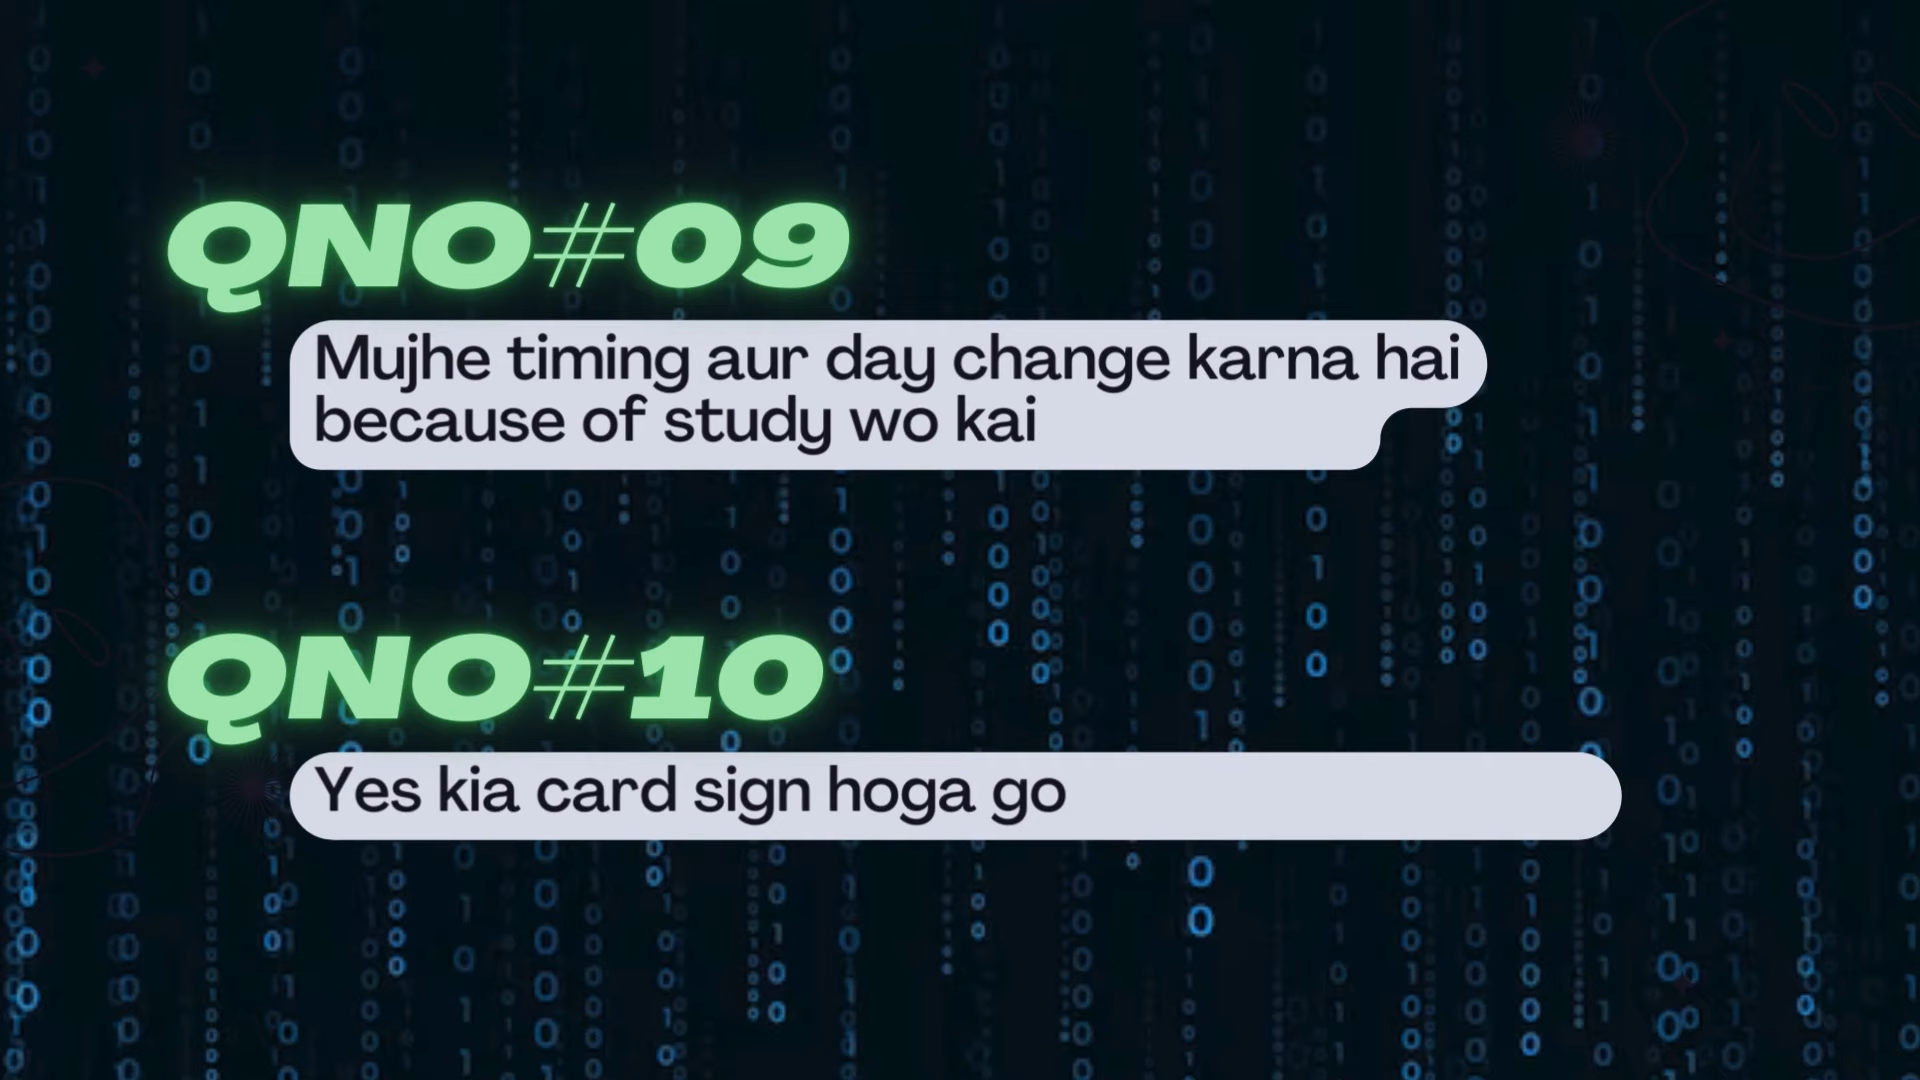 QNO#09
Mujhe timing aur day change karna hai
because of study wo kai
QNO#10
Yes kia card sign hoga go